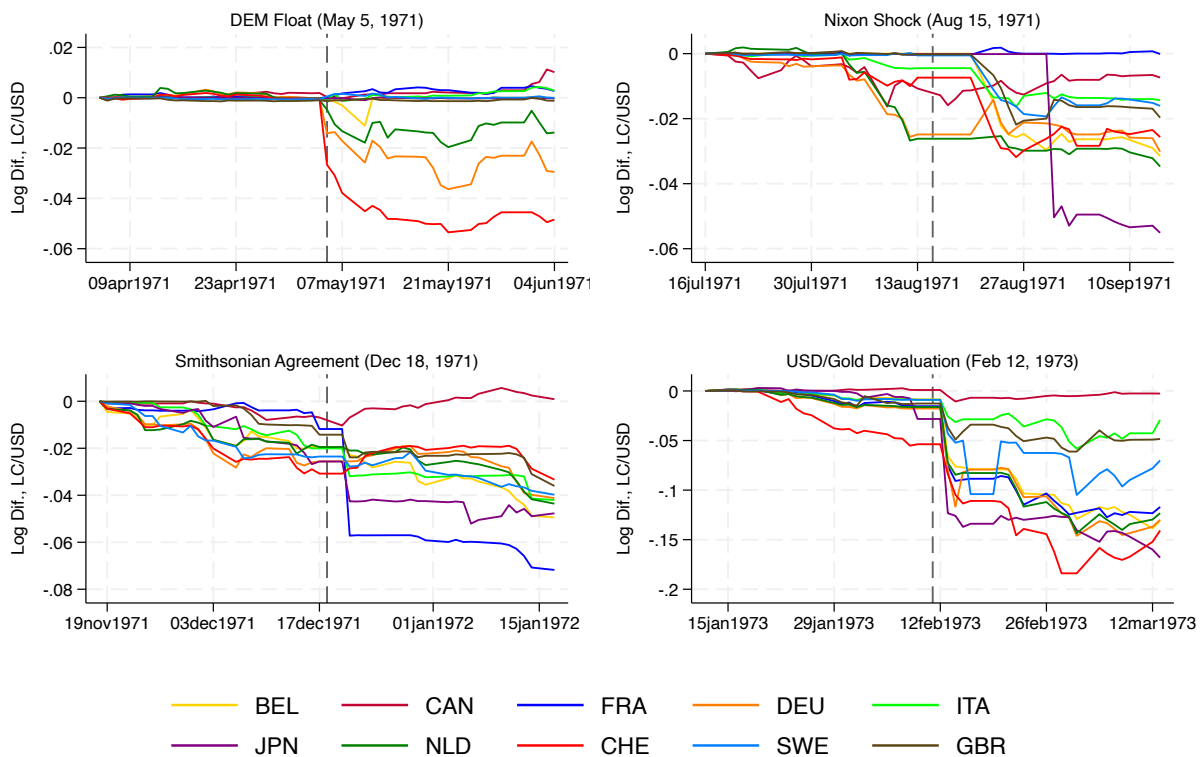 DEM Float (May 5, 1971)
Log Dif., LC/USD
.02
0
-.02
-.04
-.06
09apr1971 23apr1971 07may1971 21may1971 04jun1971
Nixon Shock (Aug 15, 1971)
Log Dif., LC/USD
0
-.02
-.04
-.06
16jul1971 30jul1971 13aug1971 27aug1971 10sep1971
Smithsonian Agreement (Dec 18, 1971)
Log Dif., LC/USD
0
-.02
-.04
-.06
-.08
19nov1971 03dec1971 17dec1971 01jan1972 15jan1972
USD/Gold Devaluation (Feb 12, 1973)
Log Dif., LC/USD
0
-.05
-.1
-.15
-.2
15jan1973 29jan1973 12feb1973 26feb1973 12mar1973
BEL CAN FRA DEU ITA
JPN NLD CHE SWE GBR